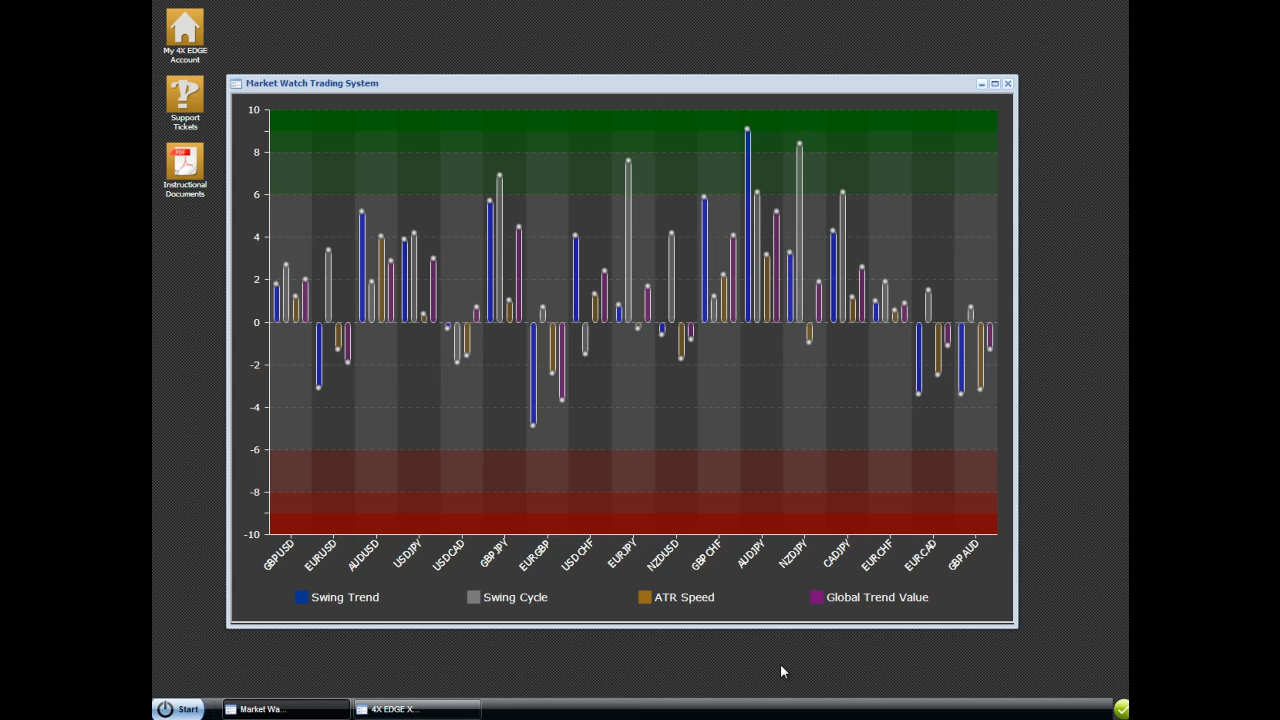 My 4X EDGE
Account
Support
Tickets
PDF
Instructional
Documents
Market Watch Trading System
10
8
6
4
2
0
-2
-4
-6
-8
-10
GBPUSD
EURUSD
AUDUSD
USDJPY
USDCAD
GBPJPY
EURGBP
USDCHF
EURJPY
NZDUSD
GBPCHF
AUDJPY
NZDJPY
CADJPY
EURCHF
EURCAD
GBPAUD
Swing Trend
Swing Cycle
ATR Speed
Global Trend Value
Start
Market Wa...
4X EDGE X...